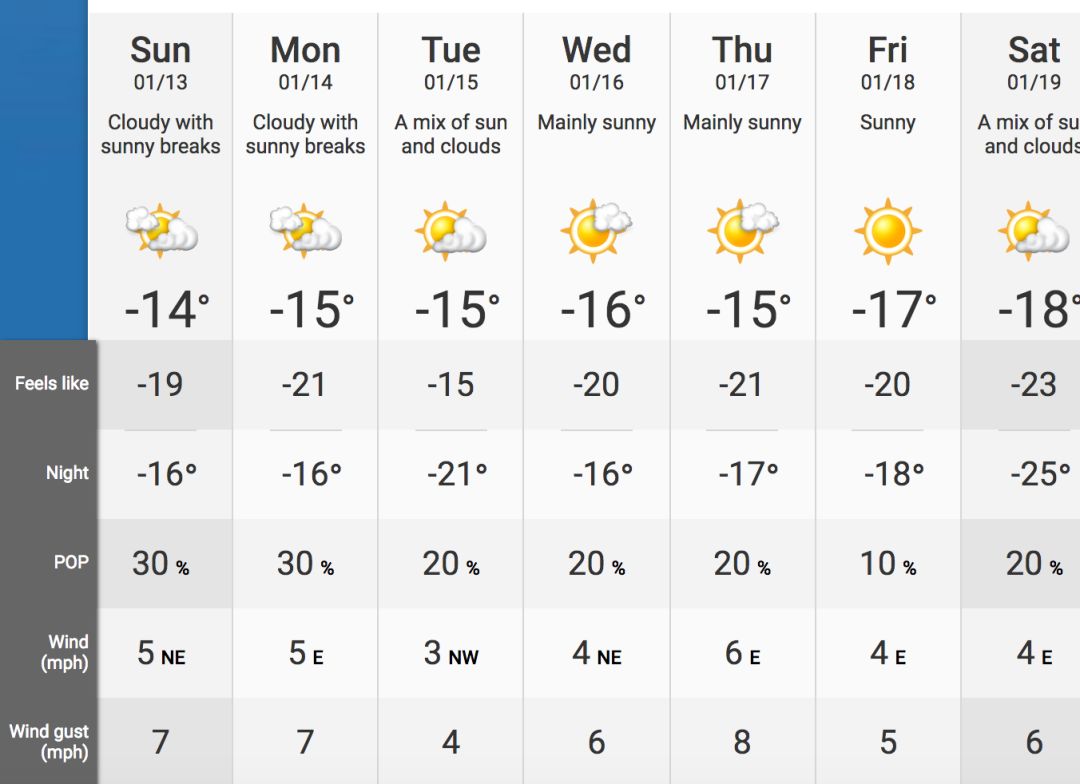 Sun Mon Tue Wed Thu Fri Sat
01/13 01/14 01/15 01/16 01/17 01/18 01/19
Cloudy with Cloudy with A mix of sun Mainly sunny Mainly sunny Sunny A mix of su
sunny breaks sunny breaks and clouds and clouds
-14° -15° -15° -16° -15° -17° -18°
Feels like -19 -21 -15 -20 -21 -20 -23
Night -16° -16° -21° -16° -17° -18° -25°
POP 30 % 30 % 20 % 20 % 20 % 10 % 20 %
Wind
(mph) 5 NE 5 E 3 NW 4 NE 6 E 4 E 4 E
Wind gust
(mph) 7 7 4 6 8 5 6